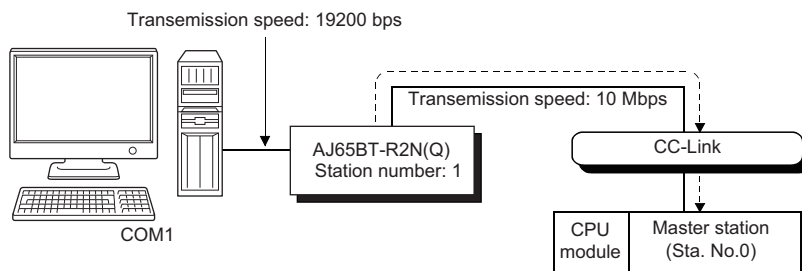 Transemission speed: 19200 bps
Transemission speed: 10 Mbps
AJ65BT-R2N(Q)
Station number: 1
CC-Link
COM1
CPU
module
Master station
(Sta. No.0)